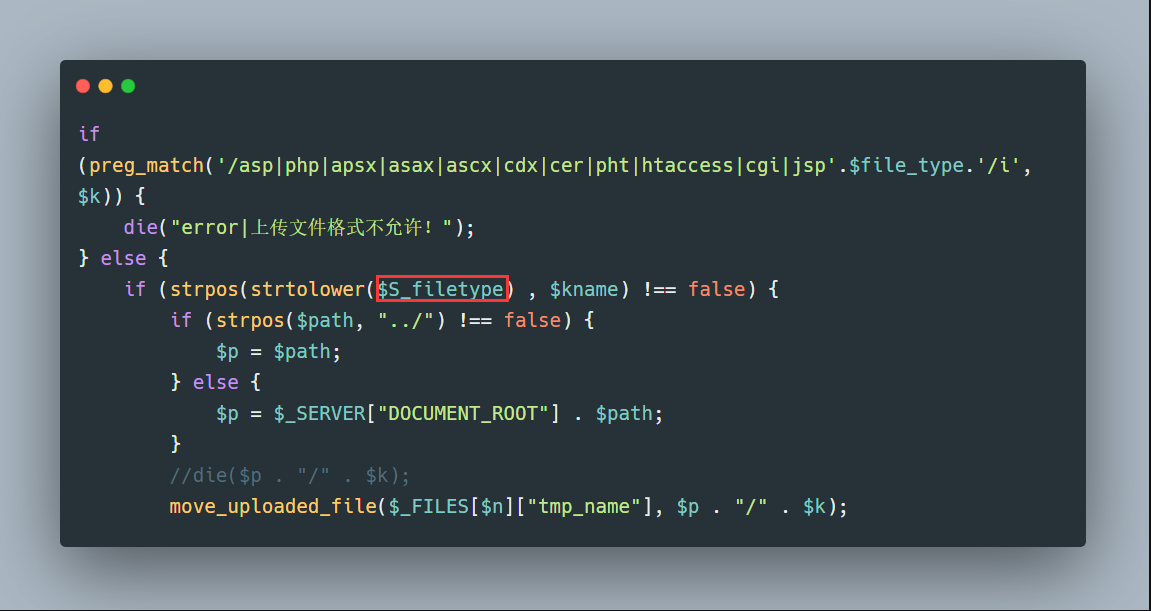 if
(preg_match('/asp|php|apsx|asax|ascx|cdx|cer|pht|htaccess|cgi|jsp'.$file_type.'/i',
$k)) {
    die("error|上传文件格式不允许！");
} else {
    if (strpos(strtolower($S_filetype) , $kname) !== false) {
        if (strpos($path, "../") !== false) {
            $p = $path;
        } else {
            $p = $_SERVER["DOCUMENT_ROOT"] . $path;
        }
        //die($p . "/" . $k);
        move_uploaded_file($_FILES[$n]["tmp_name"], $p . "/" . $k);